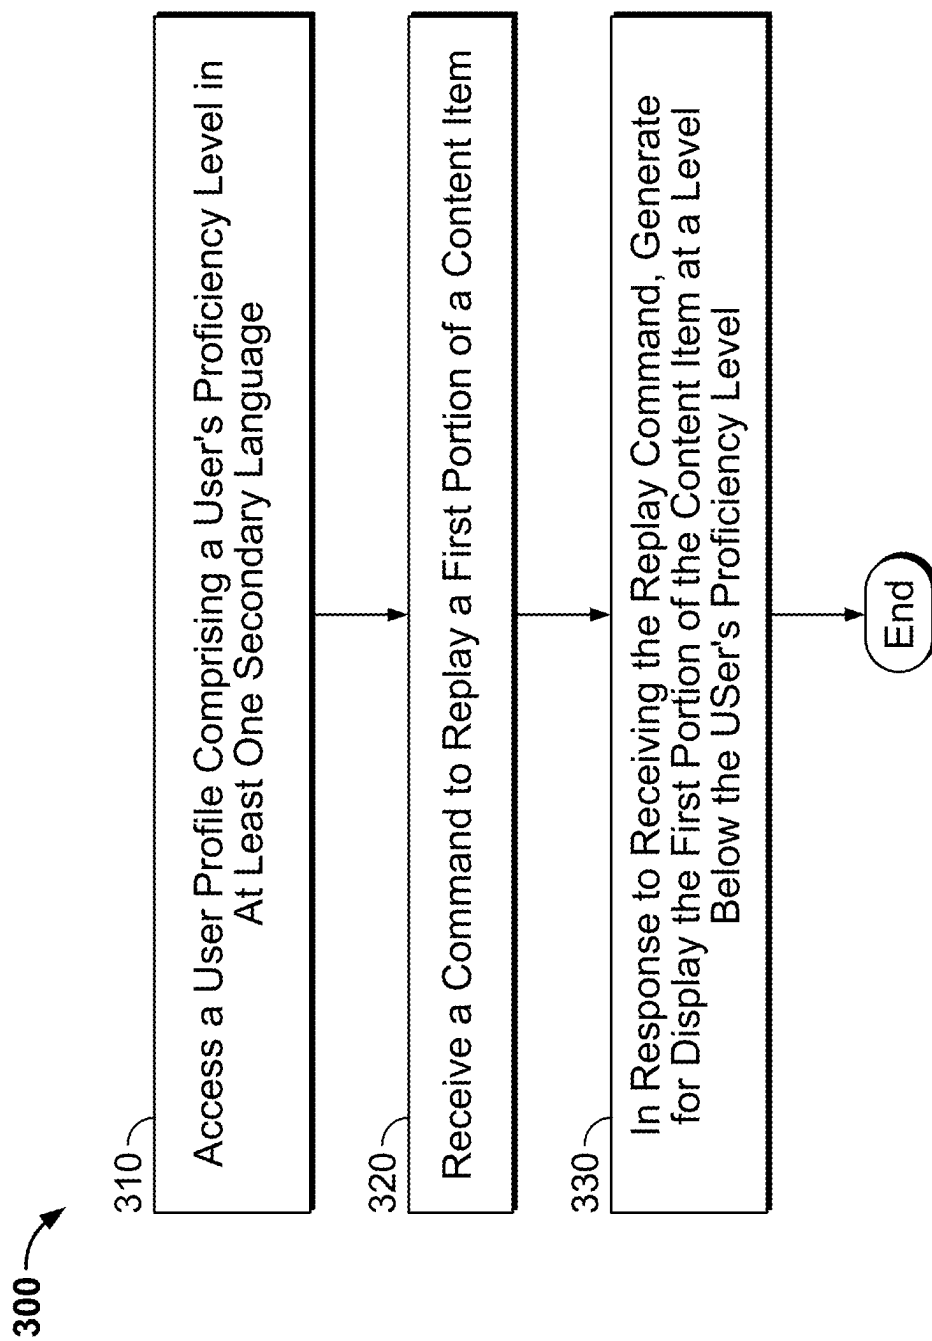 300
310
Access a User Profile Comprising a User's Proficiency Level in
At Least One Secondary Language
320
Receive a Command to Replay a First Portion of a Content Item
330
In Response to Receiving the Replay Command, Generate
for Display the First Portion of the Content Item at a Level
Below the USer's Proficiency Level
End